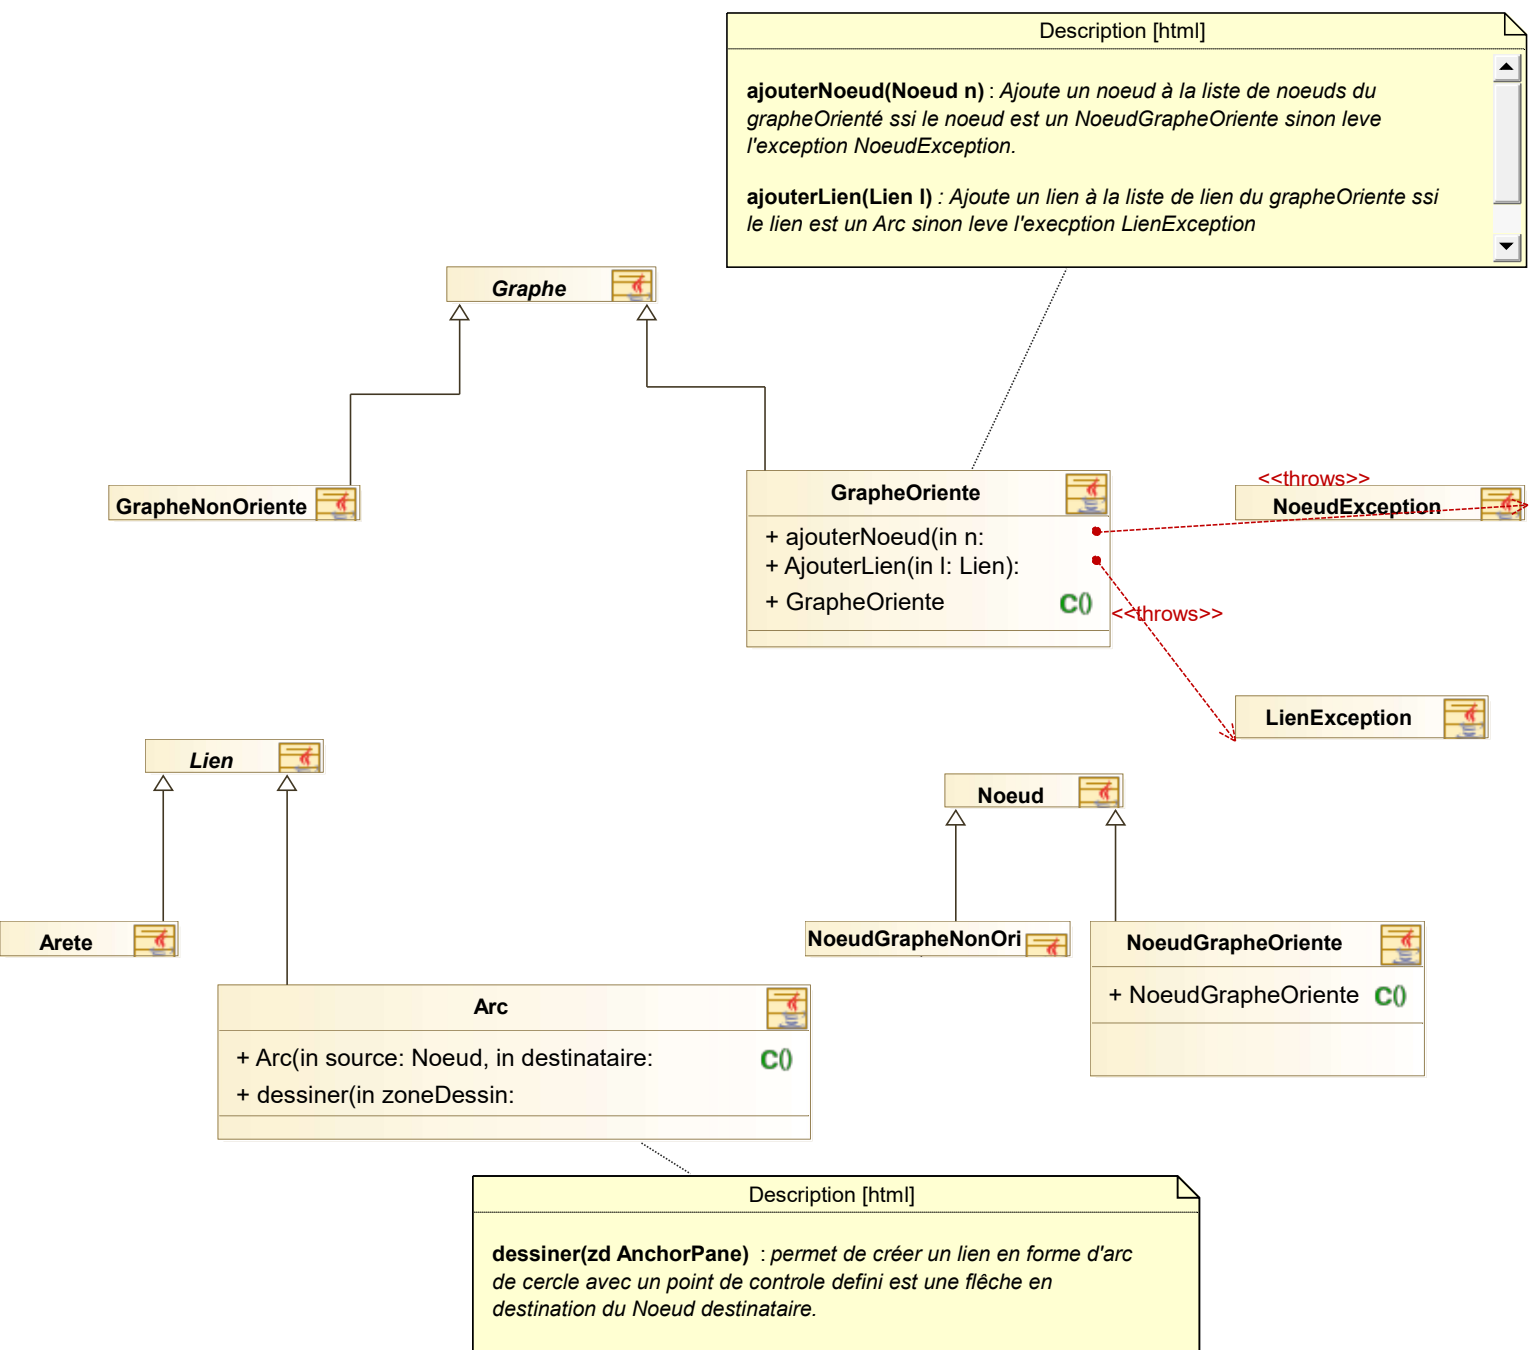 Description [html]
ajouterNoeud(Noeud n) : Ajoute un noeud à la liste de noeuds du
grapheOrienté ssi le noeud est un NoeudGrapheOriente sinon leve
l'exception NoeudException.
ajouterLien(Lien l) : Ajoute un lien à la liste de lien du grapheOriente ssi
le lien est un Arc sinon leve l'execption LienException
Graphe
GrapheNonOriente
GrapheOriente
+ ajouterNoeud(in n:
+ AjouterLien(in l: Lien):
+ GrapheOriente C()
<<throws>>
NoeudException
<<throws>>
LienException
Lien
Noeud
Arete
NoeudGrapheNonOri
NoeudGrapheOriente
+ NoeudGrapheOriente C()
Arc
+ Arc(in source: Noeud, in destinataire: C()
+ dessiner(in zoneDessin:
Description [html]
dessiner(zd AnchorPane) : permet de créer un lien en forme d'arc
de cercle avec un point de controle defini est une flêche en
destination du Noeud destinataire.